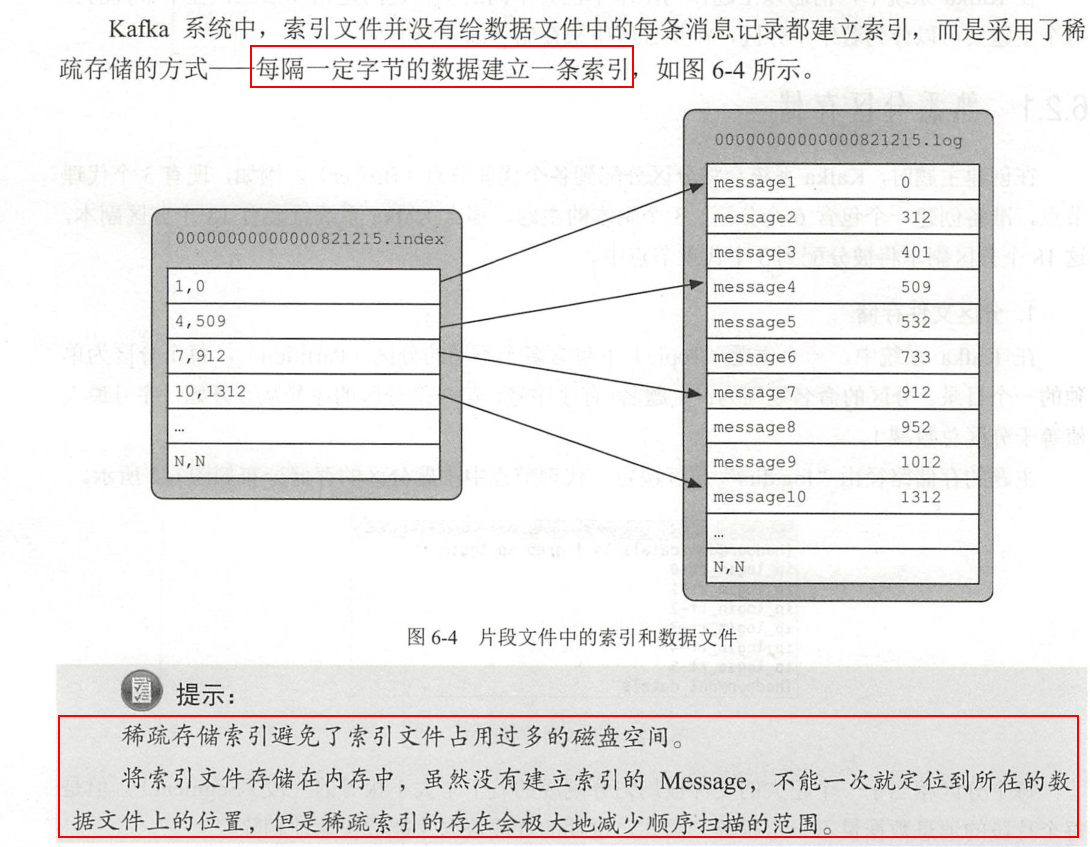 Kafka 系统中，索引文件并没有给数据文件中的每条消息记录都建立索引，而是采用了稀
疏存储的方式——每隔一定字节的数据建立一条索引，如图 6-4 所示。
00000000000000821215.index
1,0
4,509
7,912
10,1312
…
N,N
00000000000000821215.log
message1 0
message2 312
message3 401
message4 509
message5 532
message6 733
message7 912
message8 952
message9 1012
message10 1312
…
N,N
图 6-4 片段文件中的索引和数据文件
提示：
稀疏存储索引避免了索引文件占用过多的磁盘空间。
将索引文件存储在内存中，虽然没有建立索引的 Message，不能一次就定位到所在的数
据文件上的位置，但是稀疏索引的存在会极大地减少顺序扫描的范围。